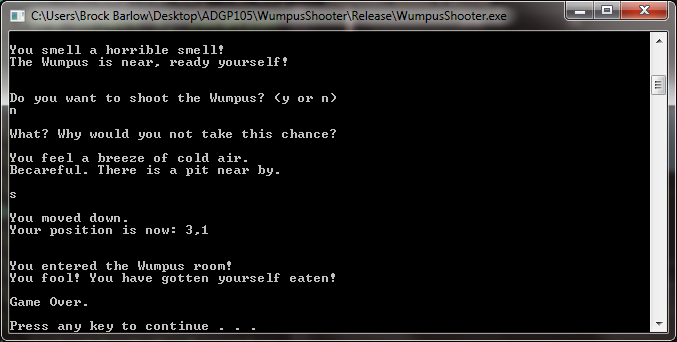 C:\Users\Brock Barlow\Desktop\ADGP105\WumpusShooter\Release\WumpusShooter.exe
You smell a horrible smell!
The Wumpus is near, ready yourself!
Do you want to shoot the Wumpus? (y or n)
n
What? Why would you not take this chance?
You feel a breeze of cold air.
Becareful. There is a pit near by.
s
You moved down.
Your position is now: 3,1
You entered the Wumpus room!
You fool! You have gotten yourself eaten!
Game Over.
Press any key to continue . . .